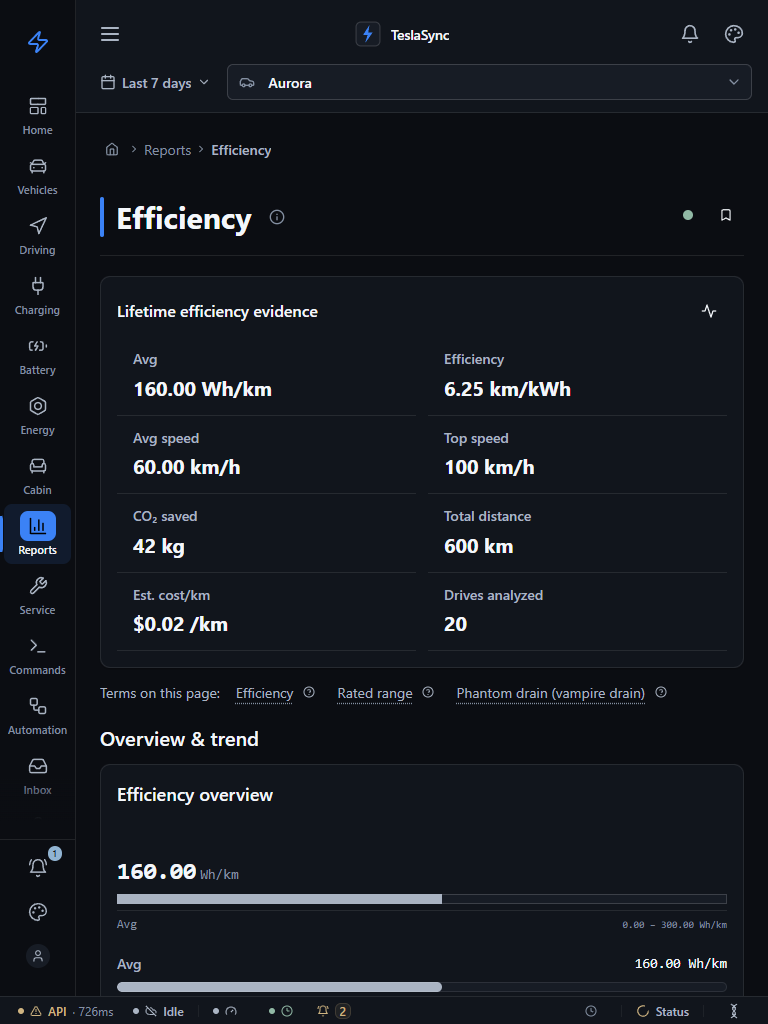 TeslaSync
Last 7 days
Aurora
Home
Vehicles
Driving
Charging
Battery
Energy
Cabin
Reports
Service
Commands
Automation
Inbox
1
Reports
Efficiency
Efficiency
Lifetime efficiency evidence
Avg
160.00 Wh/km
Efficiency
6.25 km/kWh
Avg speed
60.00 km/h
Top speed
100 km/h
CO₂ saved
42 kg
Total distance
600 km
Est. cost/km
$0.02 /km
Drives analyzed
20
Terms on this page: Efficiency Rated range Phantom drain (vampire drain)
Overview & trend
Efficiency overview
160.00 Wh/km
Avg 0.00 – 300.00 Wh/km
Avg 160.00 Wh/km
API · 726ms Idle 2 Status